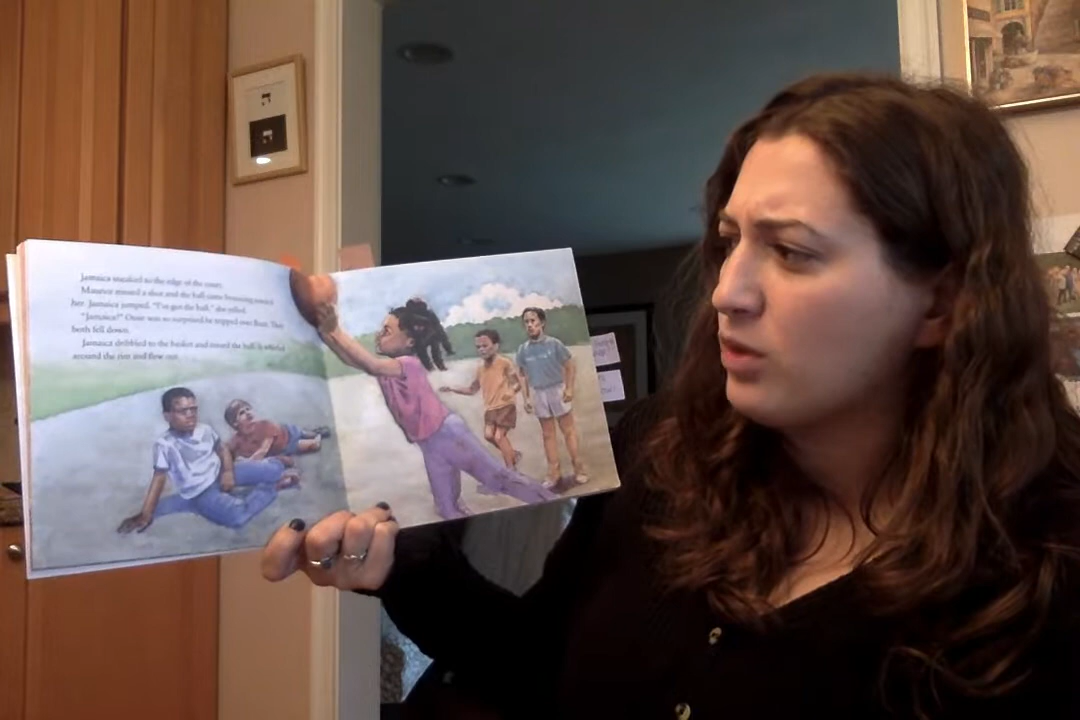 Jamaica sneaked to the edge of the court.
Maurice missed a shot and the ball came bouncing toward
her. Jamaica jumped. "I've got the ball," she yelled.
"Jamaica!" Ossie was so surprised he tripped over Buzz. They
both fell down.
Jamaica dribbled to the basket and tossed the ball. It whirled
around the rim and flew out.